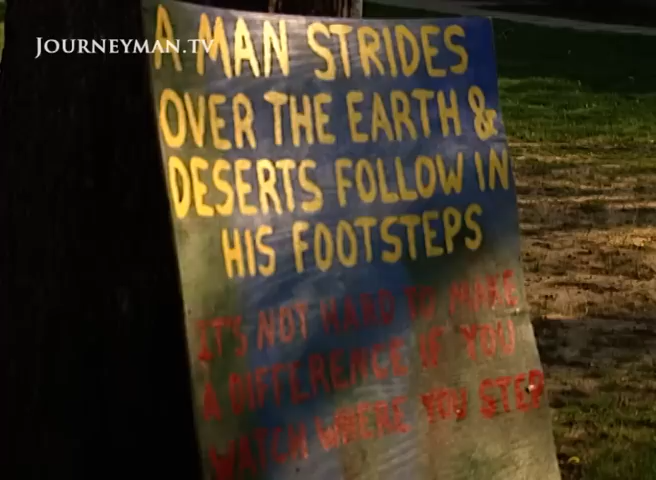 JOURNEYMAN.TV
A MAN STRIDES
OVER THE EARTH &
DESERTS FOLLOW IN
HIS FOOTSTEPS
IT'S NOT HARD TO MAKE
A DIFFERENCE IF YOU
WATCH WHERE YOU STEP